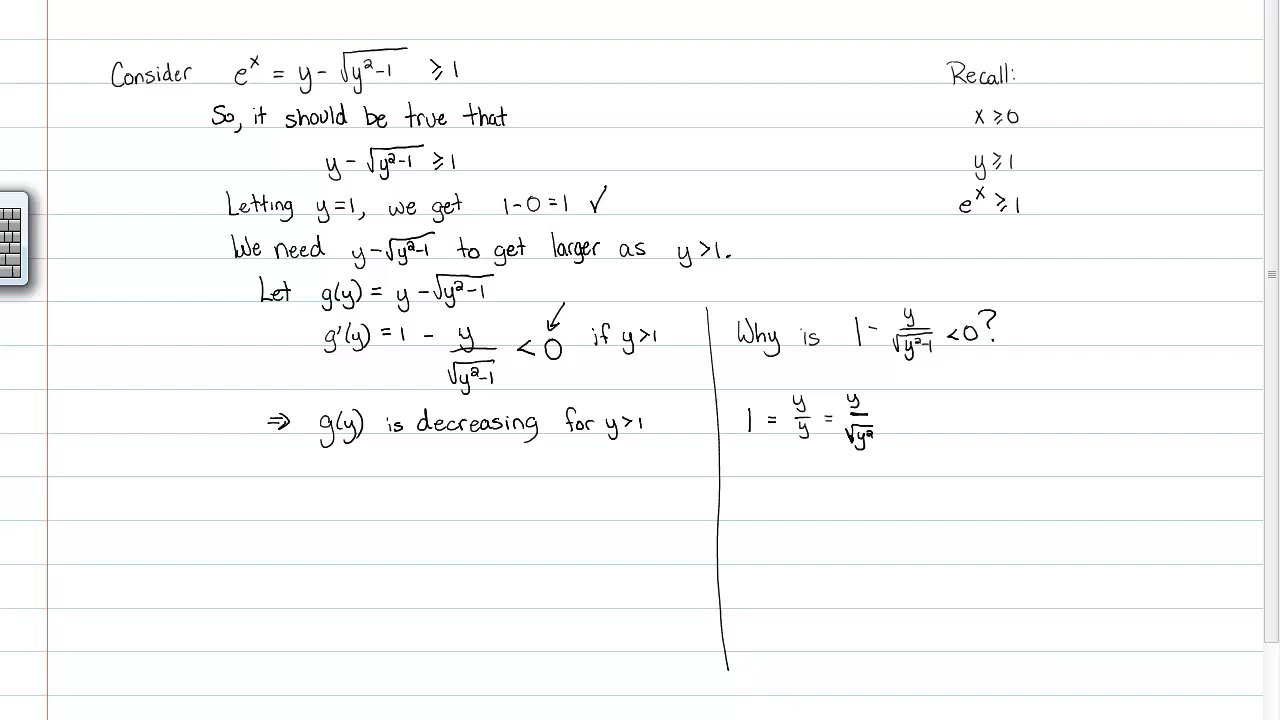 Consider e^x = y - √(y²-1) ≥ 1
So, it should be true that
y - √(y²-1) ≥ 1
Letting y=1, we get 1-0=1 ✓
We need y-√(y²-1) to get larger as y>1.
Let g(y) = y-√(y²-1)
g'(y) = 1 - y/√(y²-1) < 0 if y>1
⇒ g(y) is decreasing for y>1
Recall:
x ≥ 0
y ≥ 1
e^x ≥ 1
Why is 1 - y/√(y²-1) < 0?
1 = y/y = y/√(y²)